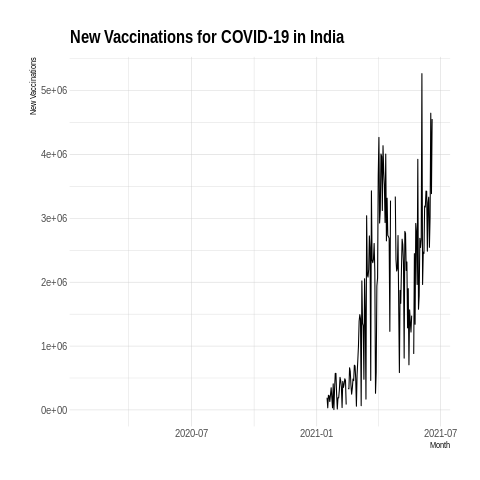 New Vaccinations for COVID-19 in India
New Vaccinations
5e+06
4e+06
3e+06
2e+06
1e+06
0e+00
2020-07
2021-01
2021-07
Month